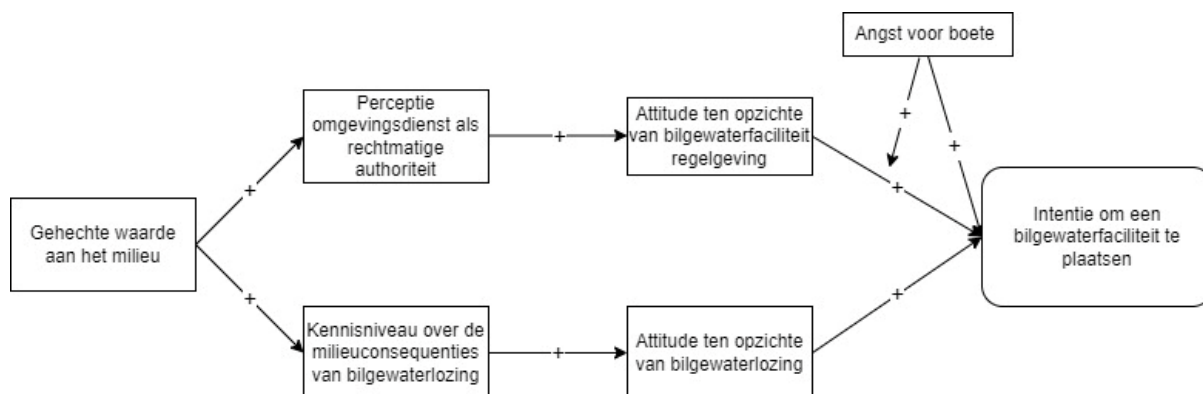 Angst voor boete
Perceptie
omgevingsdienst als
rechtmatige
authoriteit
Attitude ten opzichte
van bilgewaterfaciliteit
regelgeving
+
+
+
+
+
+
Gehechte waarde
aan het milieu
Intentie om een
bilgewaterfaciliteit te
plaatsen
+
+
Kennisniveau over de
milieuconsequenties
van bilgewaterlozing
+
Attitude ten opzichte
van bilgewaterlozing